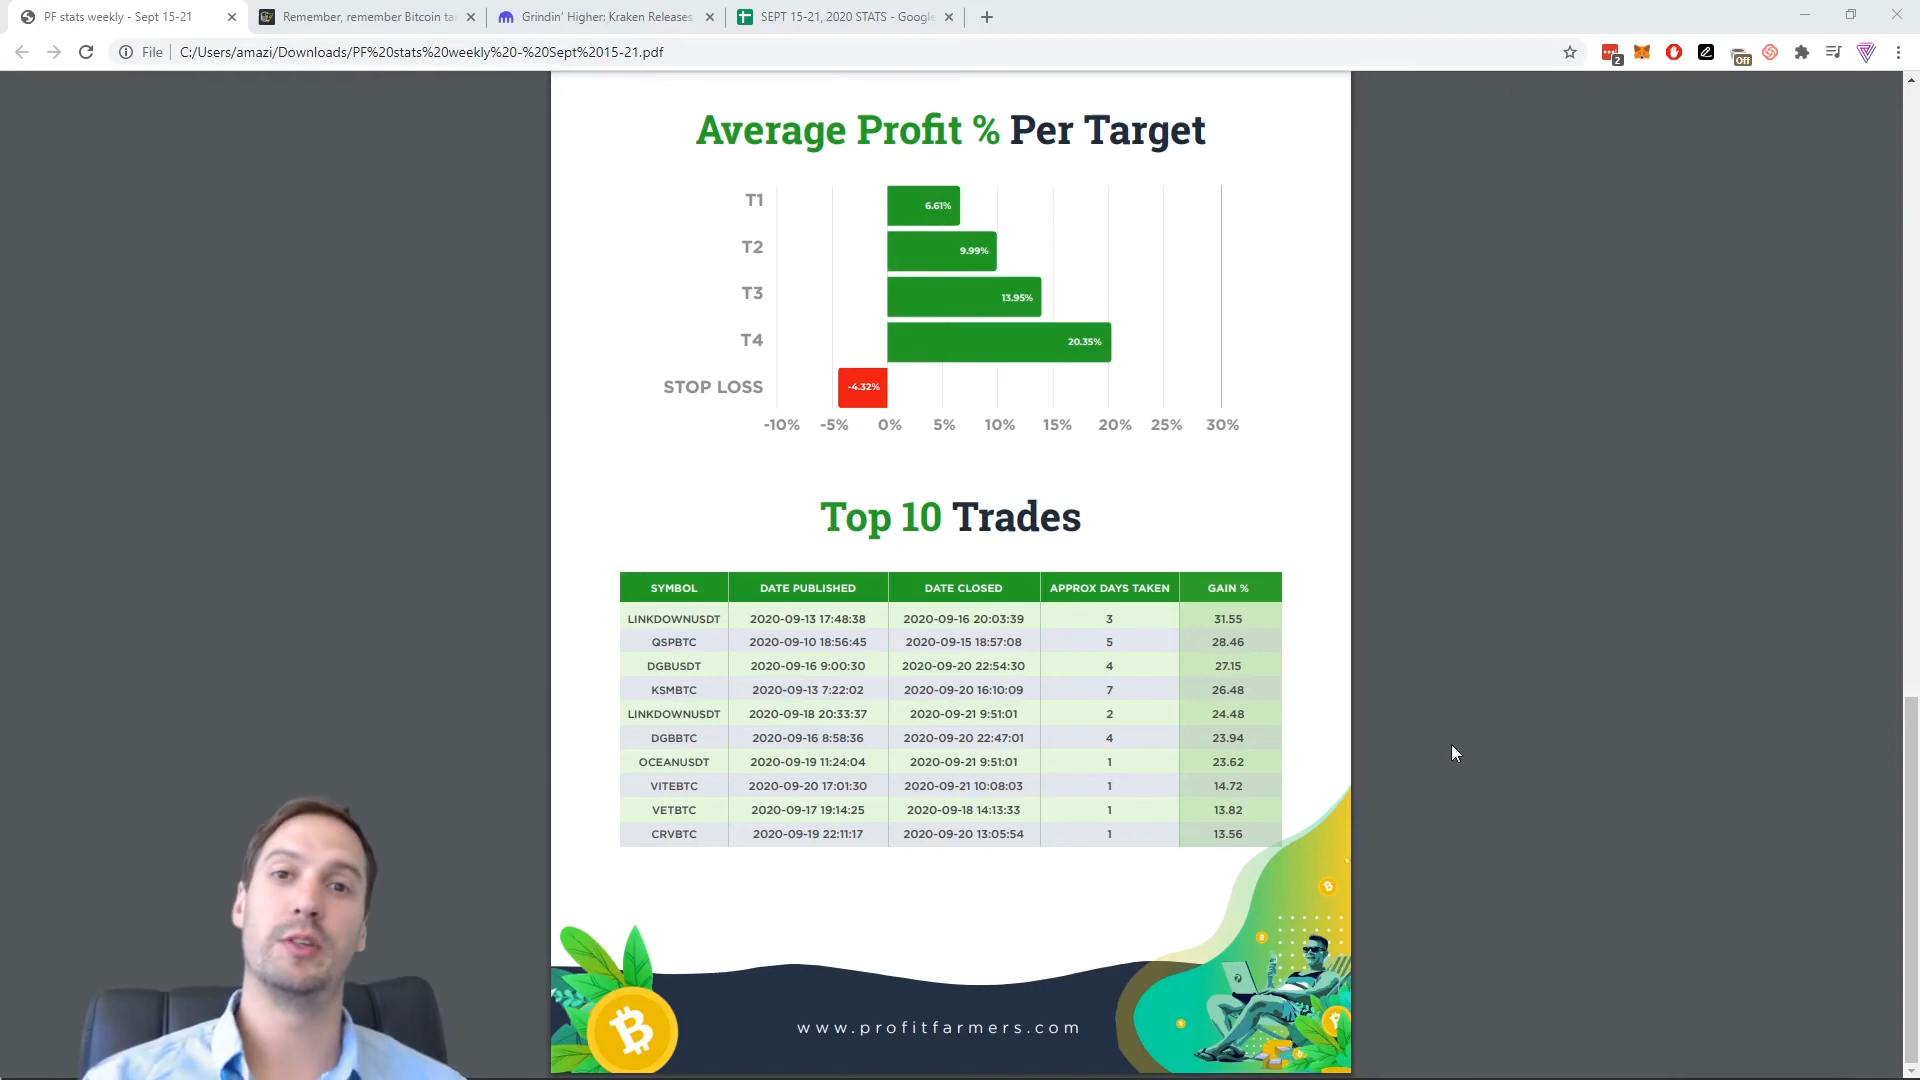 PF stats weekly - Sept 15-21
Remember, remember Bitcoin ta
Grindin' Higher: Kraken Releases
SEPT 15-21, 2020 STATS - Google
File
C:/Users/amazi/Downloads/PF%20stats%20weekly%20-%20Sept%2015-21.pdf
2
Off
Average Profit % Per Target
T1
6.61%
T2
9.99%
T3
13.95%
T4
20.35%
STOP LOSS
-4.32%
-10% -5% 0% 5% 10% 15% 20% 25% 30%
Top 10 Trades
SYMBOL DATE PUBLISHED DATE CLOSED APPROX DAYS TAKEN GAIN %
LINKDOWNUSDT 2020-09-13 17:48:38 2020-09-16 20:03:39 3 31.55
QSPBTC 2020-09-10 18:56:45 2020-09-15 18:57:08 5 28.46
DGBUSDT 2020-09-16 9:00:30 2020-09-20 22:54:30 4 27.15
KSMBTC 2020-09-13 7:22:02 2020-09-20 16:10:09 7 26.48
LINKDOWNUSDT 2020-09-18 20:33:37 2020-09-21 9:51:01 2 24.48
DGBBTC 2020-09-16 8:58:36 2020-09-20 22:47:01 4 23.94
OCEANUSDT 2020-09-19 11:24:04 2020-09-21 9:51:01 1 23.62
VITEBTC 2020-09-20 17:01:30 2020-09-21 10:08:03 1 14.72
VETBTC 2020-09-17 19:14:25 2020-09-18 14:13:33 1 13.82
CRVBTC 2020-09-19 22:11:17 2020-09-20 13:05:54 1 13.56
www.profitfarmers.com